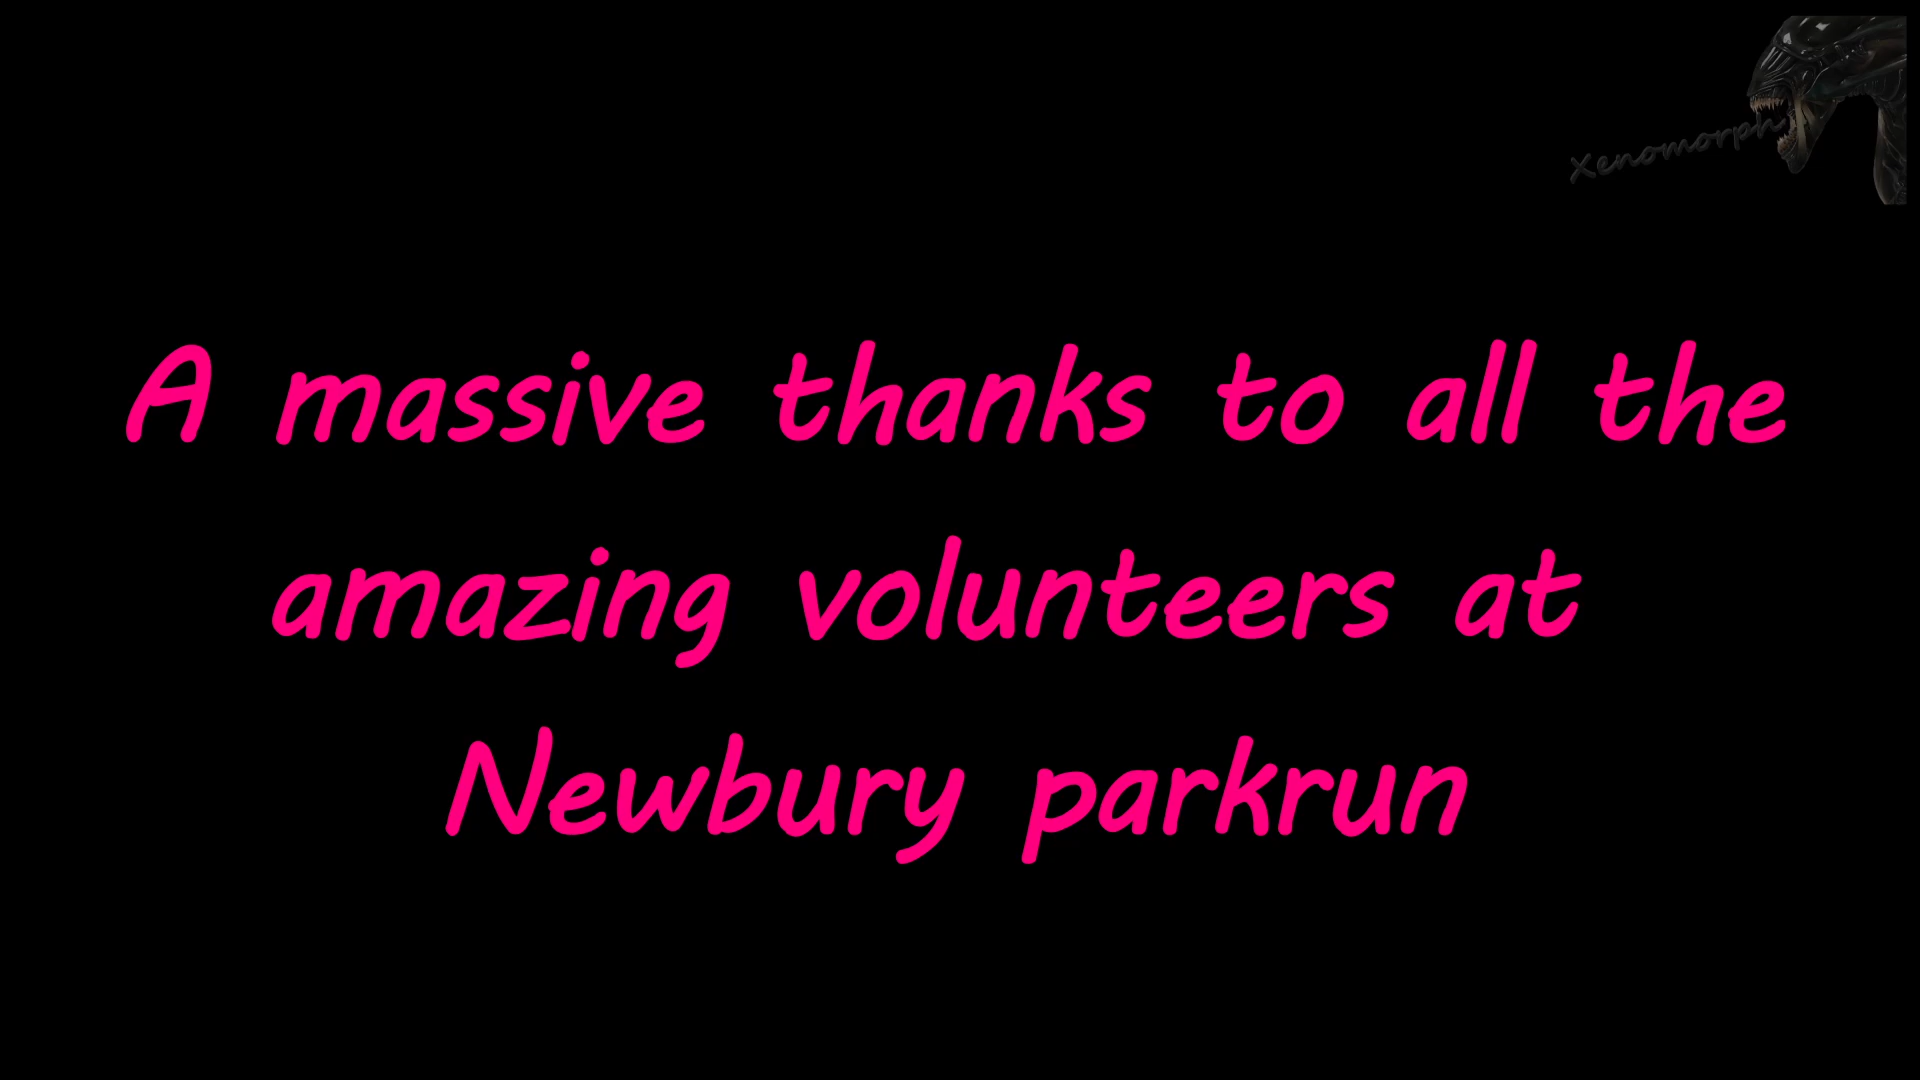 Xenomorph
A massive thanks to all the
amazing volunteers at
Newbury parkrun